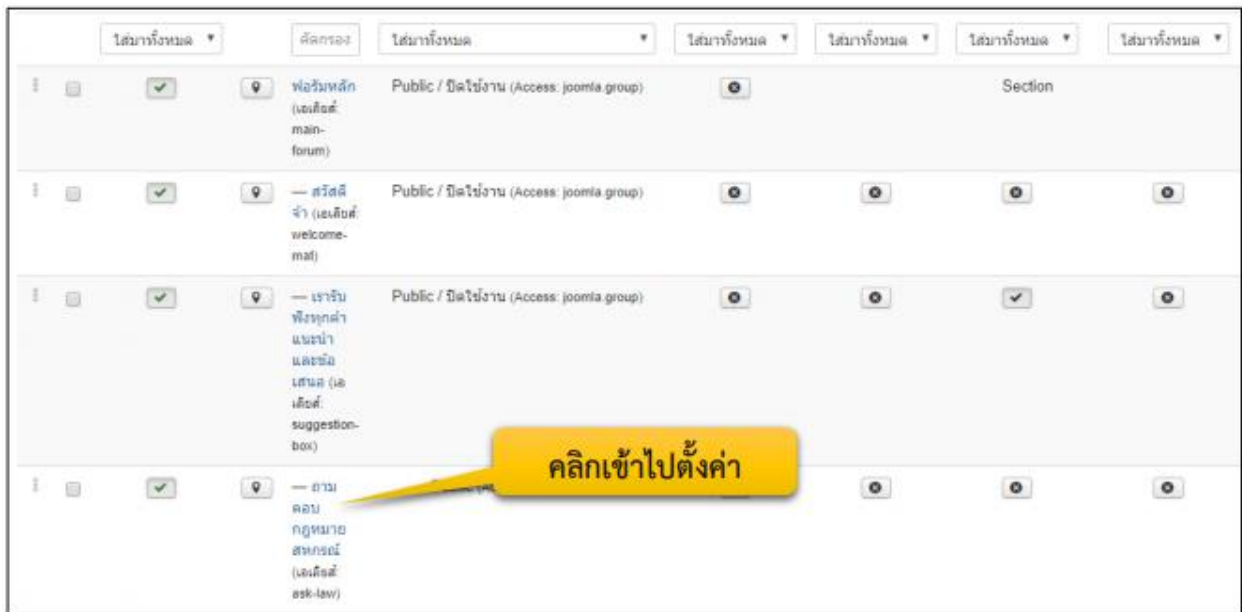 ใส่มาทั้งหมด คัดกรอง ใส่มาทั้งหมด ใส่มาทั้งหมด ใส่มาทั้งหมด ใส่มาทั้งหมด ใส่มาทั้งหมด
ฟอรัมหลัก Public / ปิดใช้งาน (Access: joomla.group) Section
(เอเลียส์:
main-
forum)
— สวัสดี Public / ปิดใช้งาน (Access: joomla.group)
จ้า (เอเลียส์:
welcome-
mat)
— เรารับ Public / ปิดใช้งาน (Access: joomla.group)
ฟังทุกคำ
แนะนำ
และข้อ
เสนอ (เอ
เลียส์:
suggestion-
box)
คลิกเข้าไปตั้งค่า
— ถาม
ตอบ
กฎหมาย
สหกรณ์
(เอเลียส์:
ask-law)